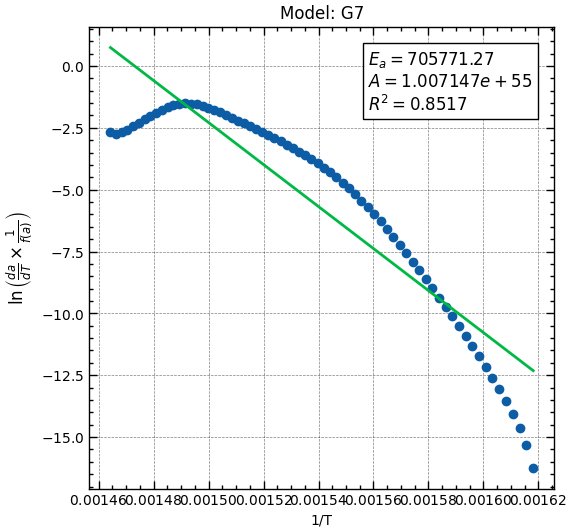 Model: G7
E_a = 705771.27
A = 1.007147e + 55
R^2 = 0.8517
0.0
−2.5
−5.0
−7.5
−10.0
−12.5
−15.0
ln (da/dT × 1/f(a))
0.00146 0.00148 0.00150 0.00152 0.00154 0.00156 0.00158 0.00160 0.00162
1/T